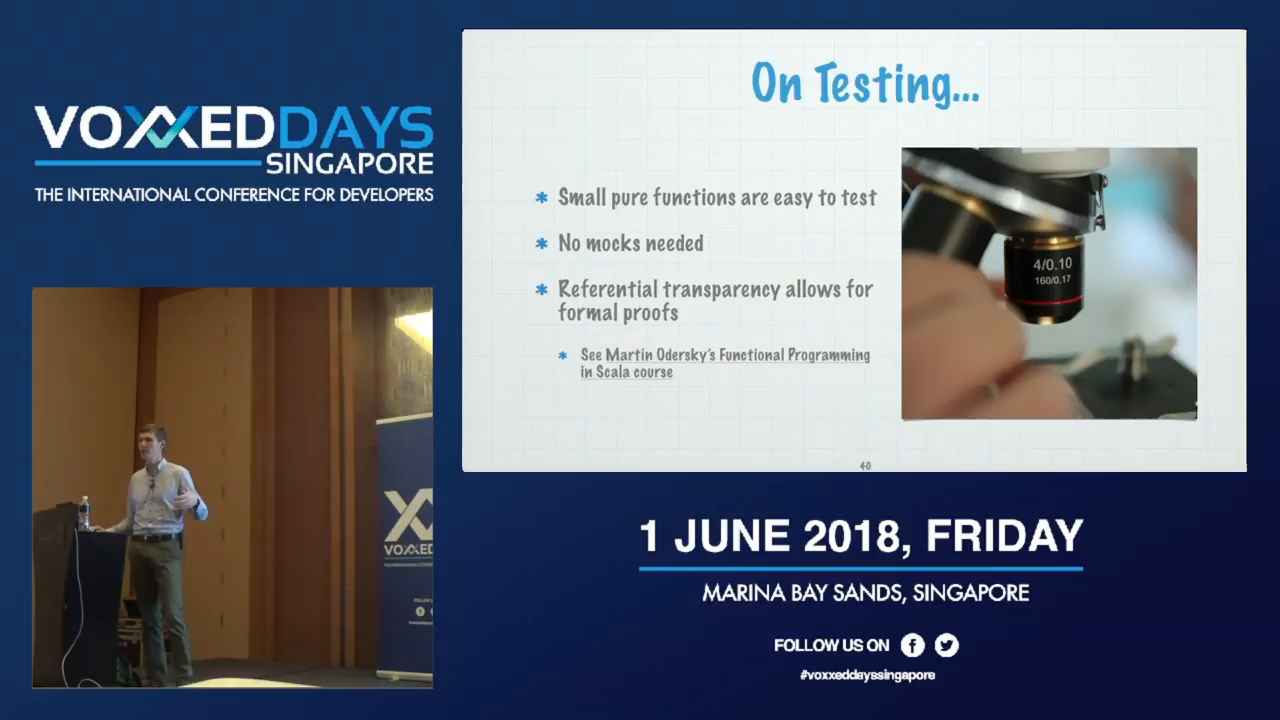 VOXXEDDAYS
SINGAPORE
THE INTERNATIONAL CONFERENCE FOR DEVELOPERS
On Testing...
* Small pure functions are easy to test
* No mocks needed
* Referential transparency allows for
formal proofs
* See Martin Odersky's Functional Programming
in Scala course
4/0.10
160/0.17
40
VOXXED
1 JUNE 2018, FRIDAY
MARINA BAY SANDS, SINGAPORE
FOLLOW US ON
#voxxeddayssingapore